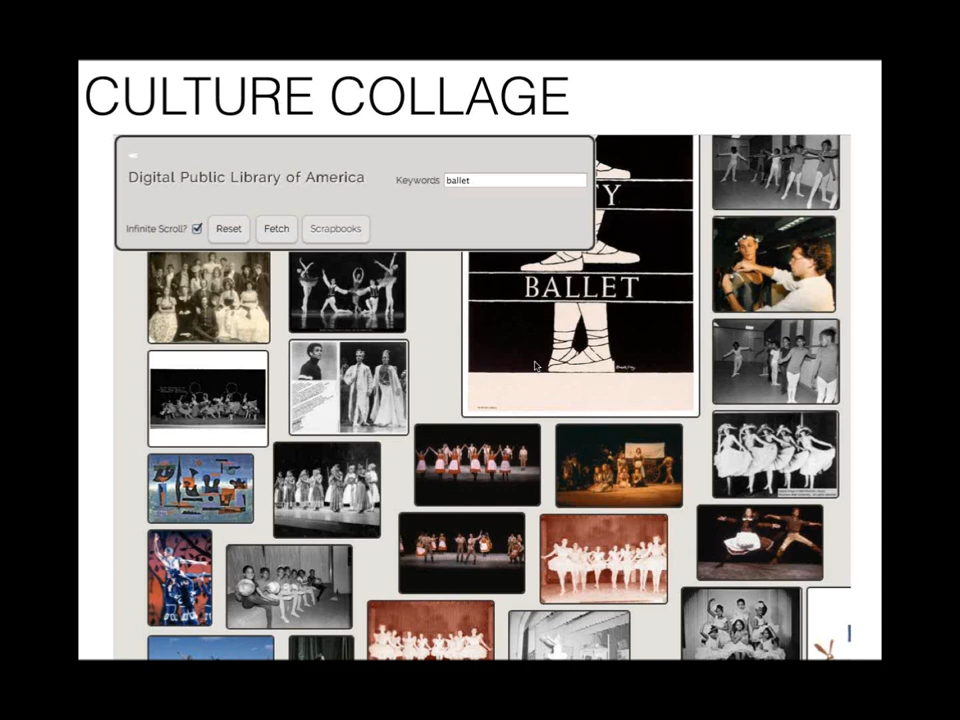 CULTURE COLLAGE
Digital Public Library of America
Keywords ballet
Infinite Scroll? Reset Fetch Scrapbooks
BALLET